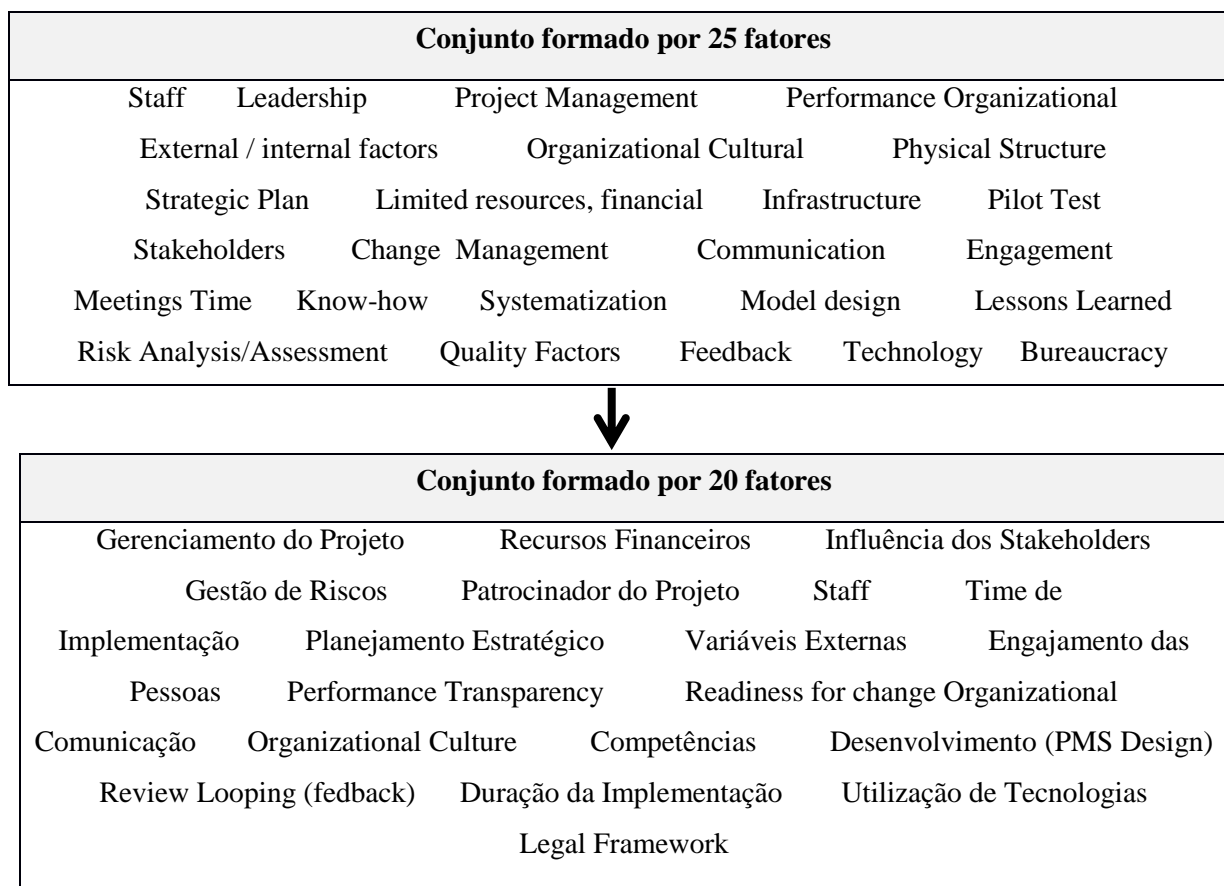 Conjunto formado por 25 fatores
Staff Leadership Project Management Performance Organizational
External / internal factors Organizational Cultural Physical Structure
Strategic Plan Limited resources, financial Infrastructure Pilot Test
Stakeholders Change Management Communication Engagement
Meetings Time Know-how Systematization Model design Lessons Learned
Risk Analysis/Assessment Quality Factors Feedback Technology Bureaucracy
Conjunto formado por 20 fatores
Gerenciamento do Projeto Recursos Financeiros Influência dos Stakeholders
Gestão de Riscos Patrocinador do Projeto Staff Time de
Implementação Planejamento Estratégico Variáveis Externas Engajamento das
Pessoas Performance Transparency Readiness for change Organizational
Comunicação Organizational Culture Competências Desenvolvimento (PMS Design)
Review Looping (fedback) Duração da Implementação Utilização de Tecnologias
Legal Framework